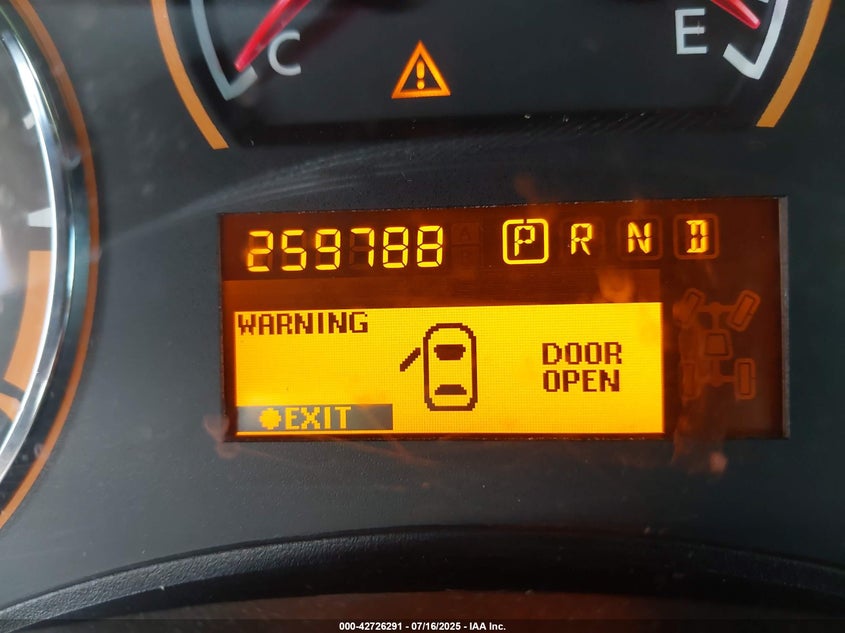 C E
!
259788 P R N D
WARNING
DOOR
OPEN
EXIT
000-42726291 - 07/16/2025 - IAA Inc.